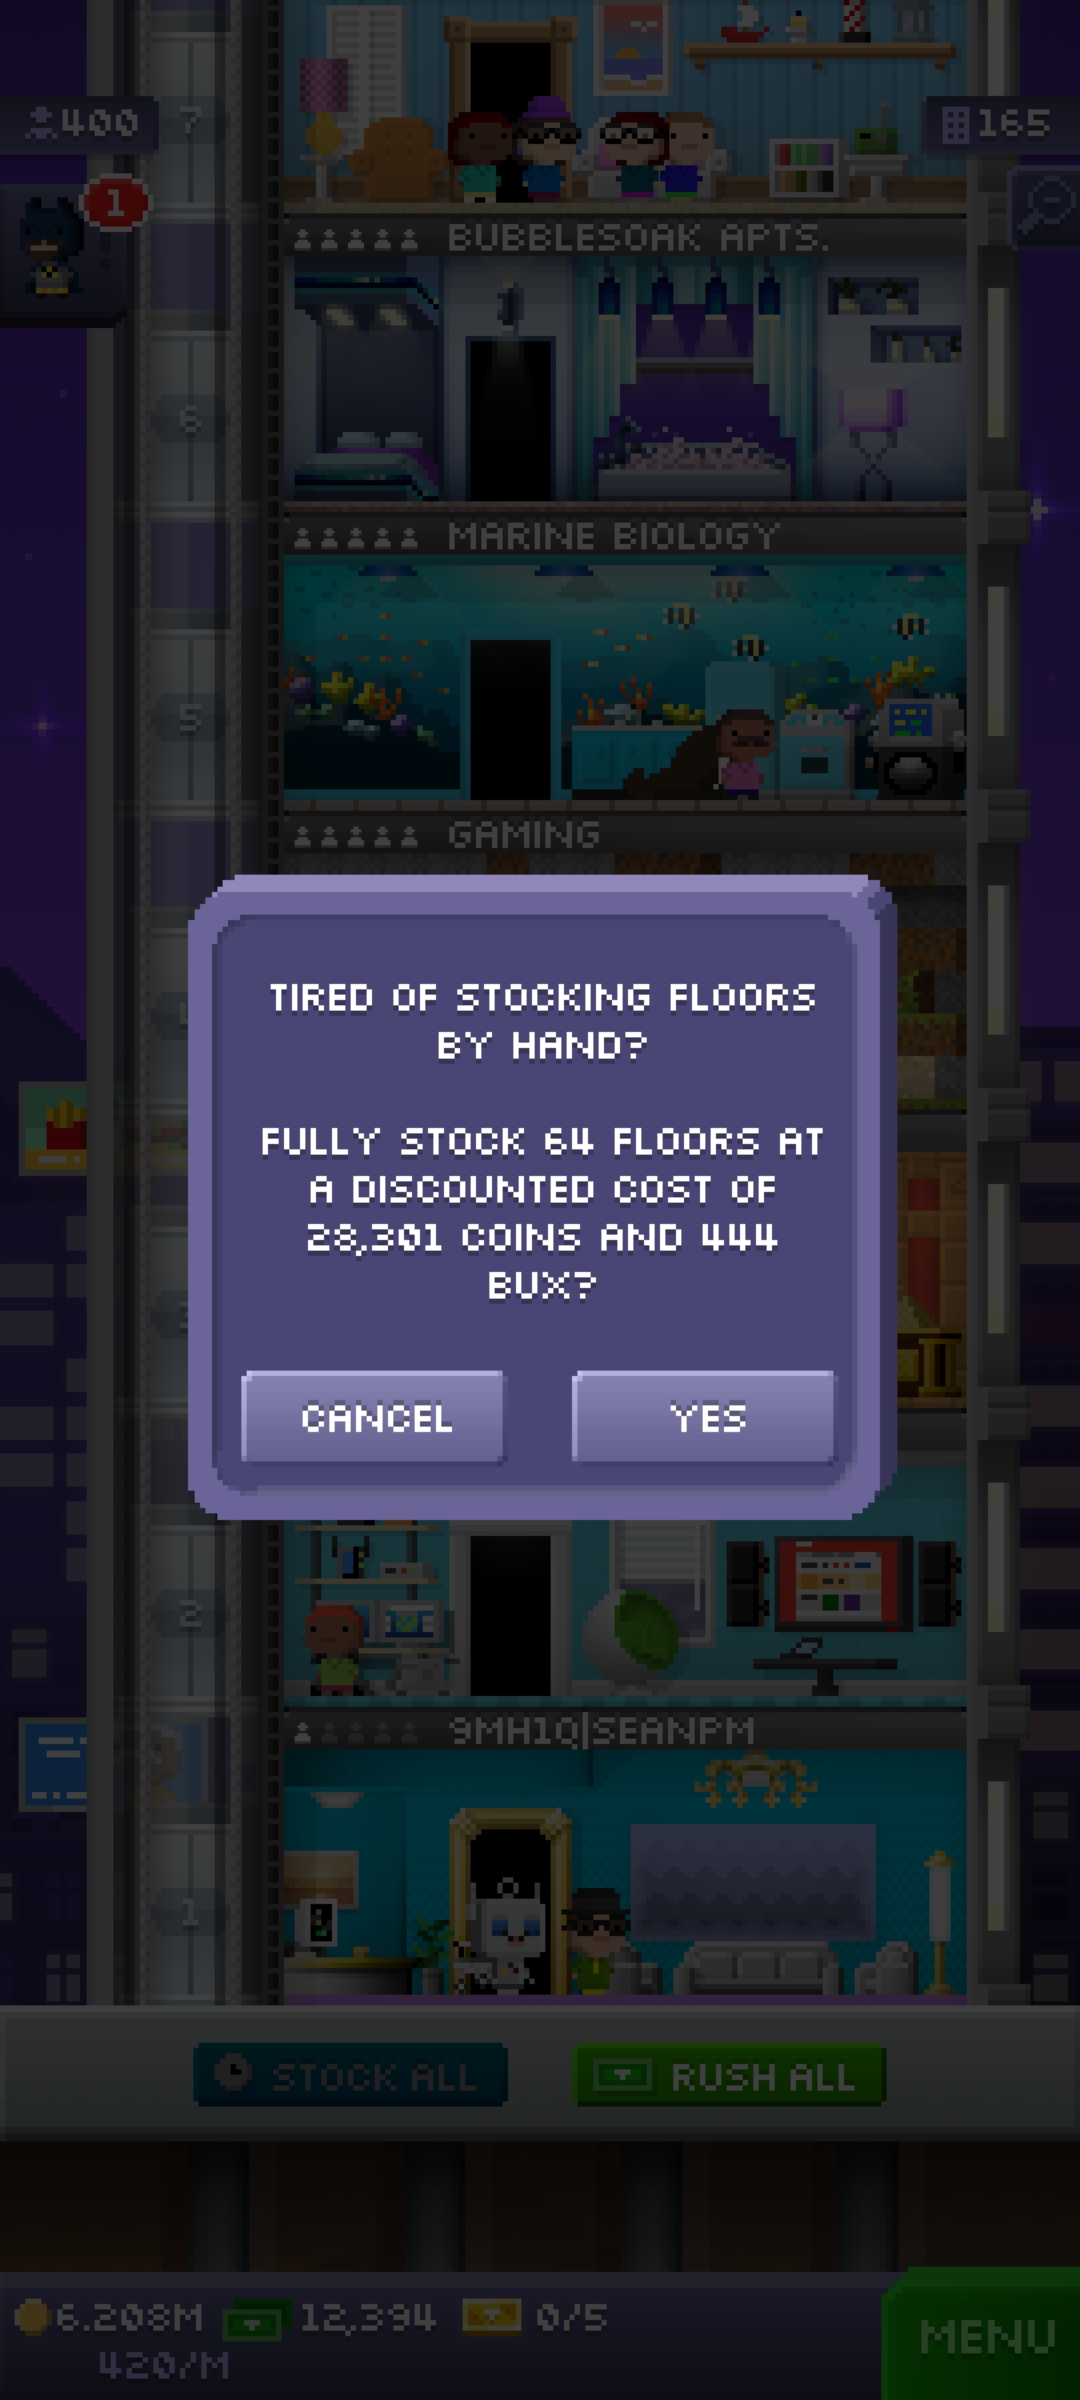 400
7
165
1
BUBBLESOAK APTS.
6
MARINE BIOLOGY
5
GAMING
TIRED OF STOCKING FLOORS
BY HAND?
FULLY STOCK 64 FLOORS AT
A DISCOUNTED COST OF
28,301 COINS AND 444
BUX?
CANCEL
YES
2
9MH1Q|SEANPM
1
STOCK ALL
RUSH ALL
6.208M
12,394
0/5
MENU
420/M